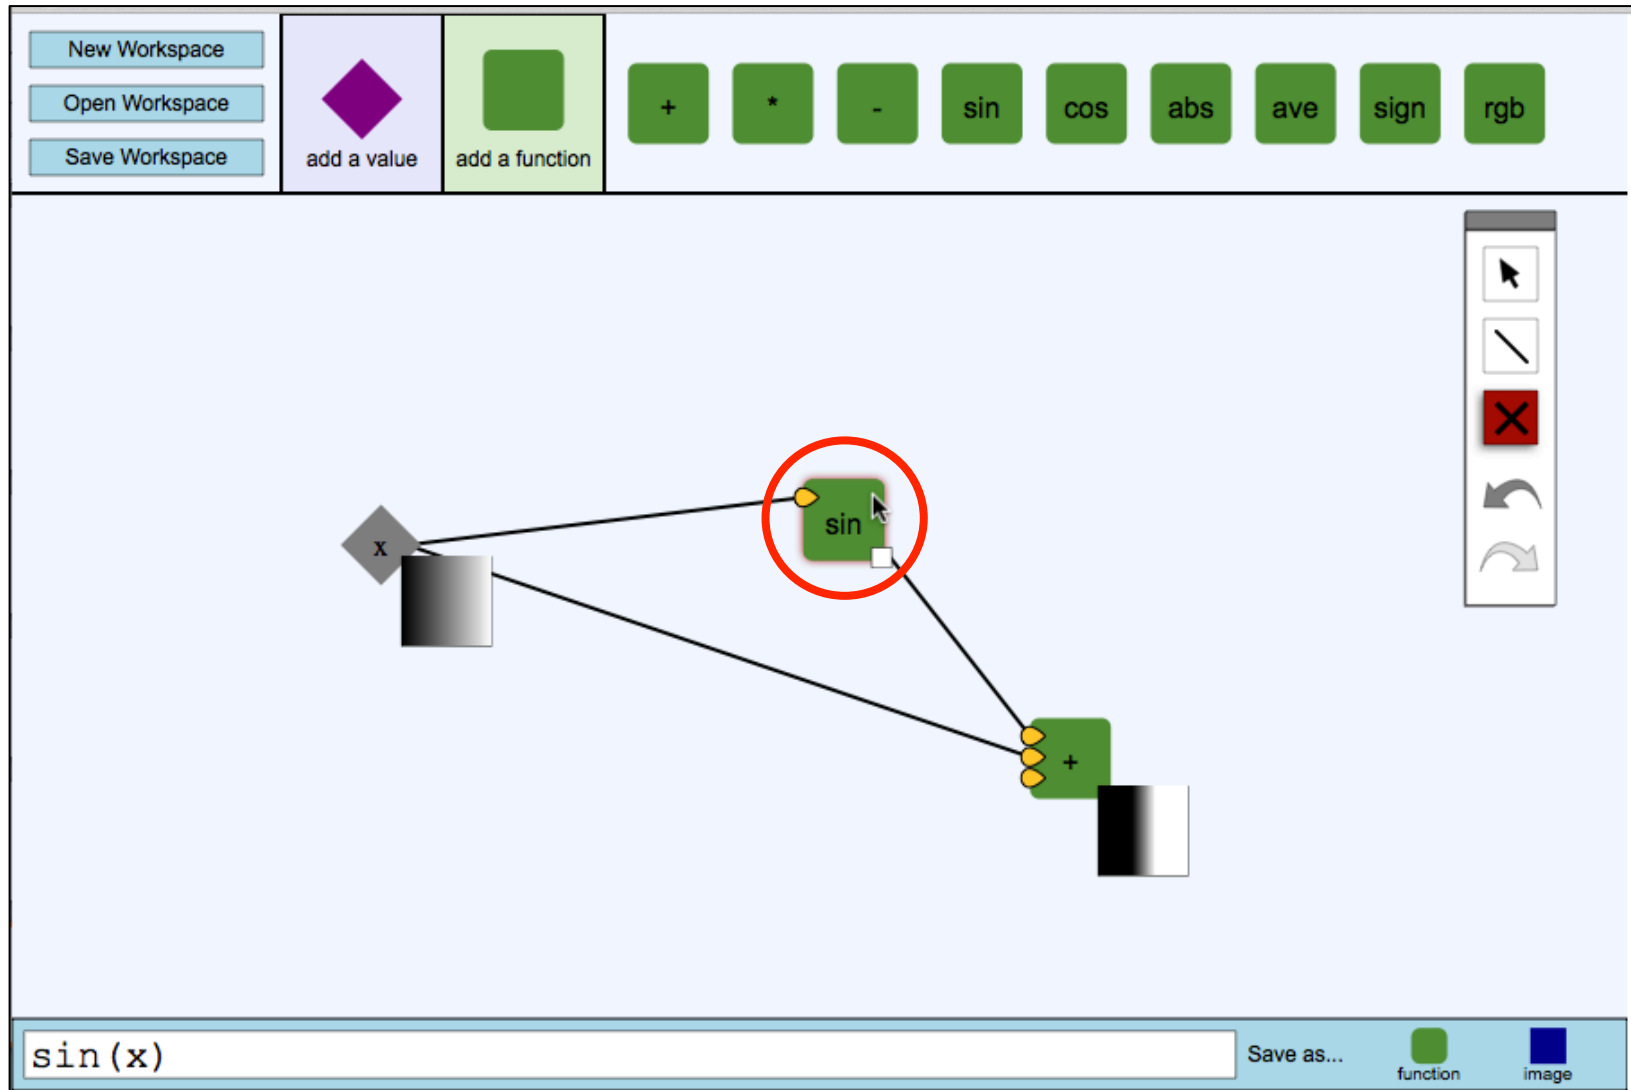 New Workspace
Open Workspace
Save Workspace
add a value
add a function
+ * - sin cos abs ave sign rgb
x
sin
+
sin(x)
Save as...
function
image